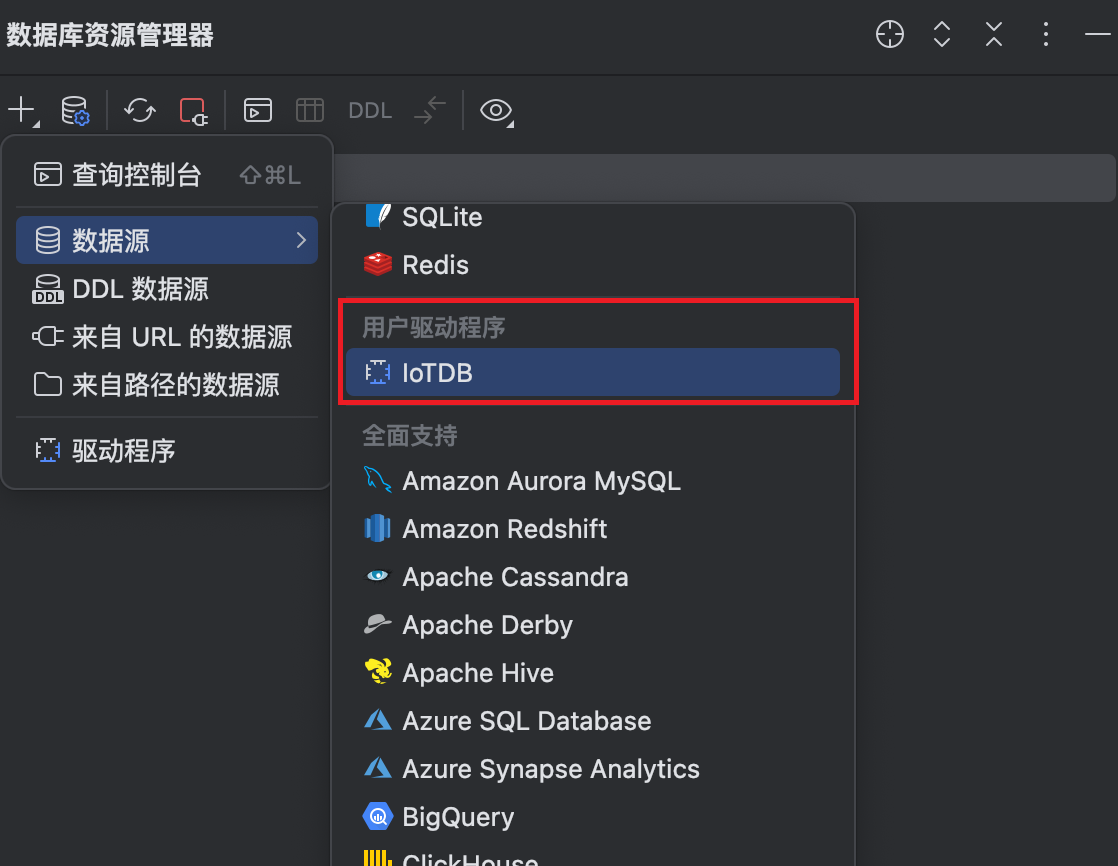 数据库资源管理器
DDL
查询控制台 ⇧⌘L
数据源
DDL 数据源
来自 URL 的数据源
来自路径的数据源
驱动程序
SQLite
Redis
用户驱动程序
IoTDB
全面支持
Amazon Aurora MySQL
Amazon Redshift
Apache Cassandra
Apache Derby
Apache Hive
Azure SQL Database
Azure Synapse Analytics
BigQuery
ClickHouse